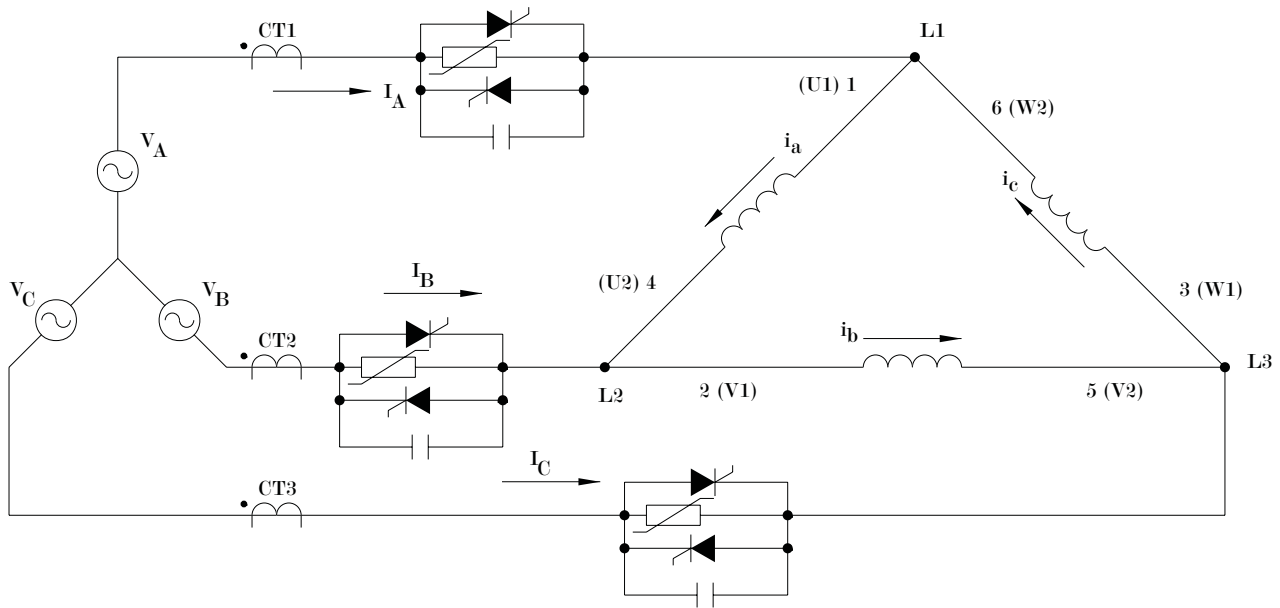 CT1
L1
I_A
(U1) 1
6 (W2)
V_A
i_a
i_c
V_C
V_B
I_B
(U2) 4
3 (W1)
CT2
i_b
L3
L2
2 (V1)
5 (V2)
I_C
CT3